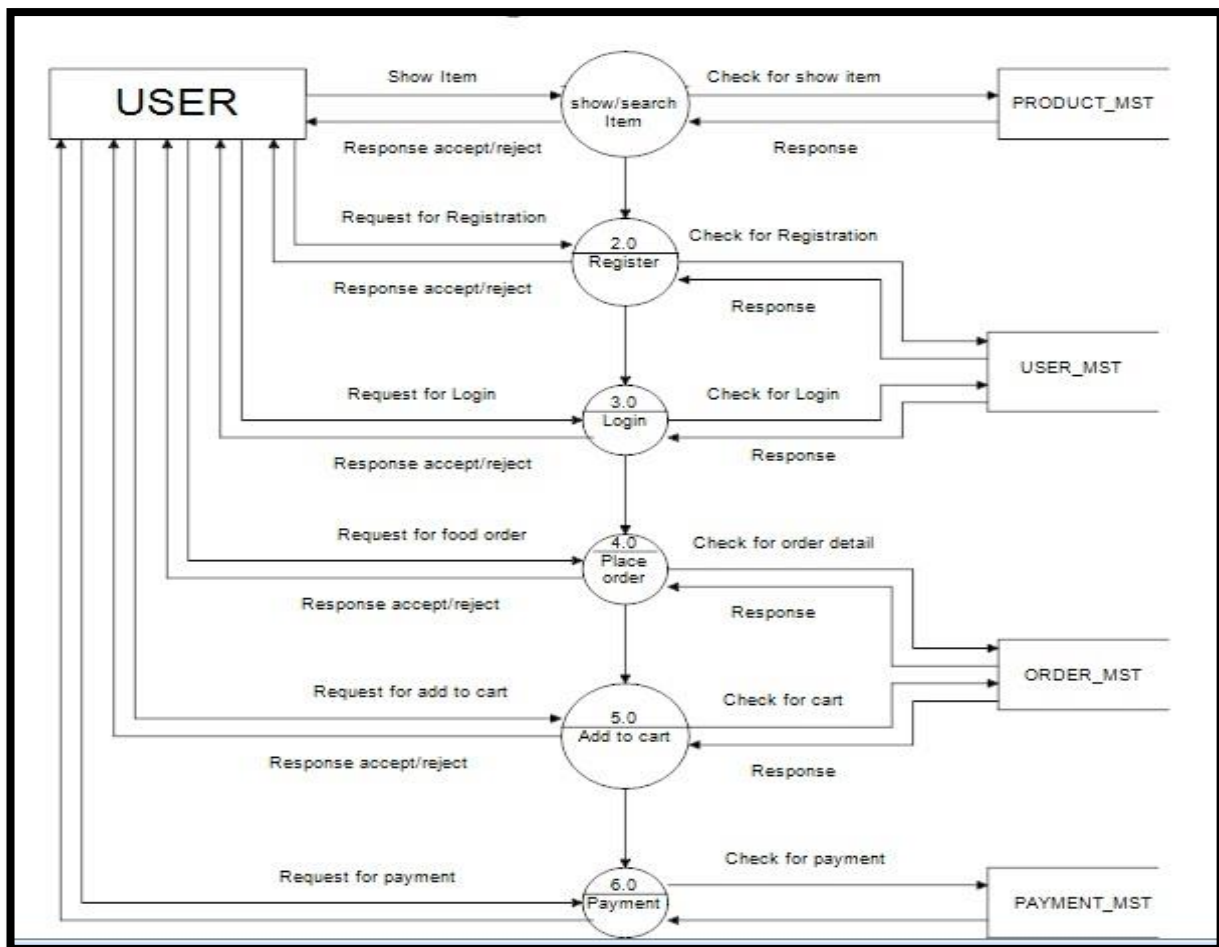 USER
Show Item
show/search
Item
Check for show item
PRODUCT_MST
Response accept/reject
Response
Request for Registration
2.0
Register
Check for Registration
Response accept/reject
Response
USER_MST
Request for Login
3.0
Login
Check for Login
Response accept/reject
Response
Request for food order
4.0
Place
order
Check for order detail
Response accept/reject
Response
ORDER_MST
Request for add to cart
5.0
Add to cart
Check for cart
Response accept/reject
Response
Request for payment
6.0
Payment
Check for payment
PAYMENT_MST